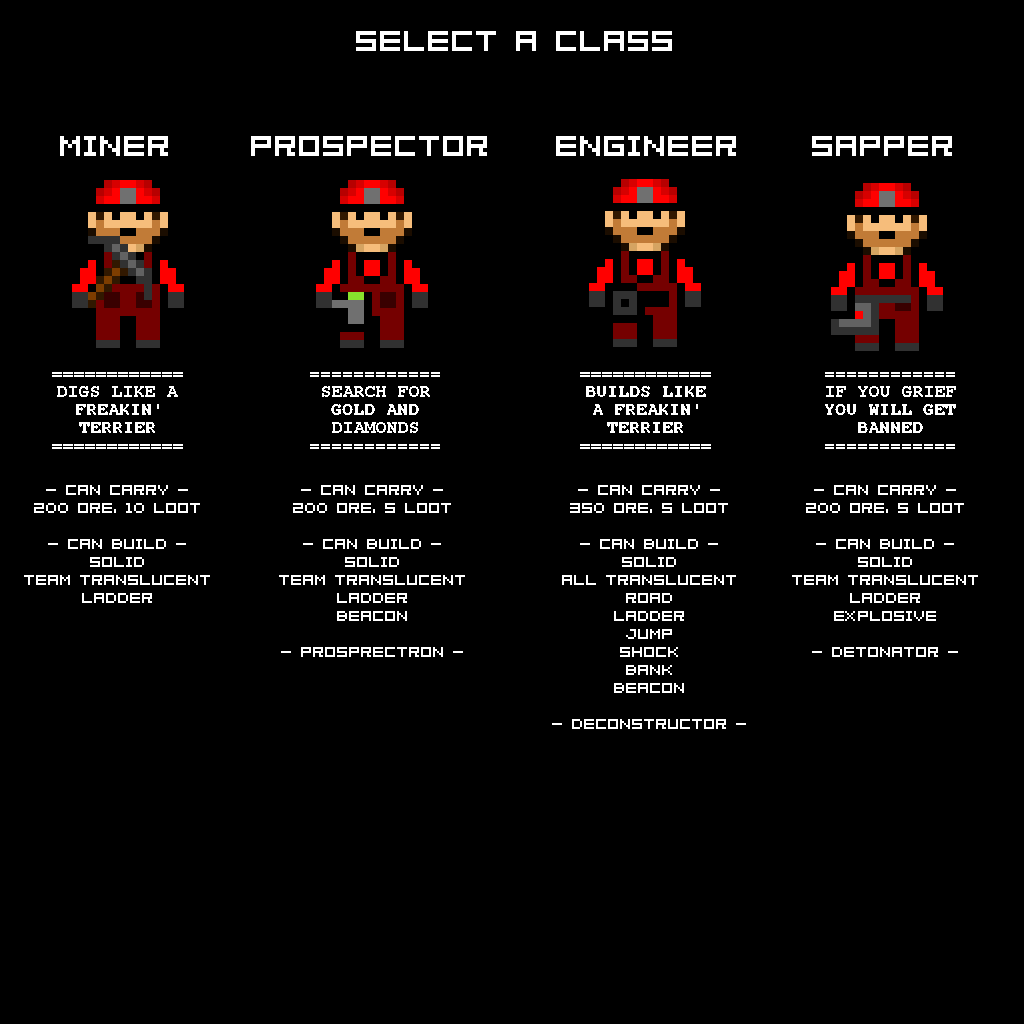 SELECT A CLASS
MINER
============
DIGS LIKE A
FREAKIN'
TERRIER
============
- CAN CARRY -
200 ORE, 10 LOOT
- CAN BUILD -
SOLID
TEAM TRANSLUCENT
LADDER
PROSPECTOR
============
SEARCH FOR
GOLD AND
DIAMONDS
============
- CAN CARRY -
200 ORE, 5 LOOT
- CAN BUILD -
SOLID
TEAM TRANSLUCENT
LADDER
BEACON
- PROSPRECTRON -
ENGINEER
============
BUILDS LIKE
A FREAKIN'
TERRIER
============
- CAN CARRY -
350 ORE, 5 LOOT
- CAN BUILD -
SOLID
ALL TRANSLUCENT
ROAD
LADDER
JUMP
SHOCK
BANK
BEACON
- DECONSTRUCTOR -
SAPPER
============
IF YOU GRIEF
YOU WILL GET
BANNED
============
- CAN CARRY -
200 ORE, 5 LOOT
- CAN BUILD -
SOLID
TEAM TRANSLUCENT
LADDER
EXPLOSIVE
- DETONATOR -